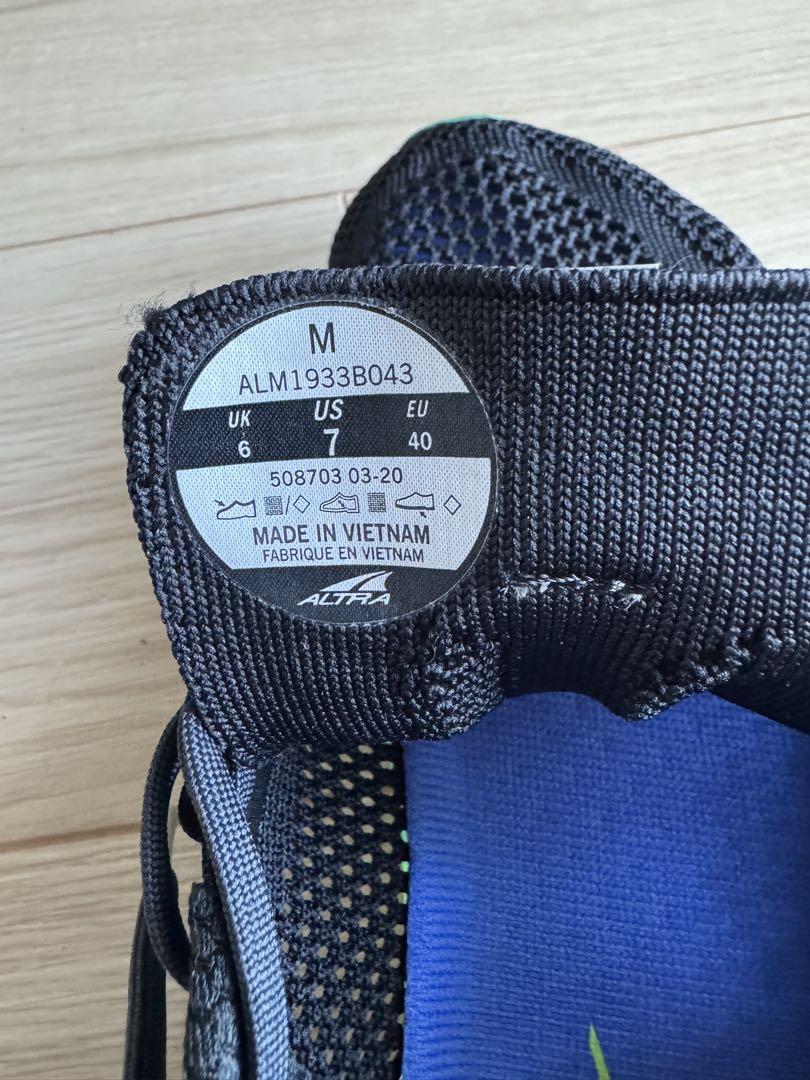 M
ALM1933B043
UK US EU
6 7 40
508703 03-20
MADE IN VIETNAM
FABRIQUE EN VIETNAM
ALTRA